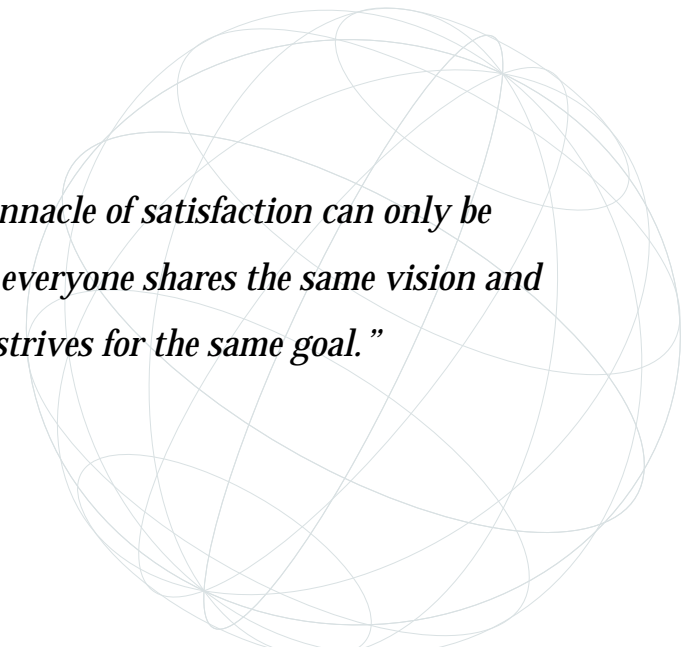 nnacle of satisfaction can only be
everyone shares the same vision and
strives for the same goal.”